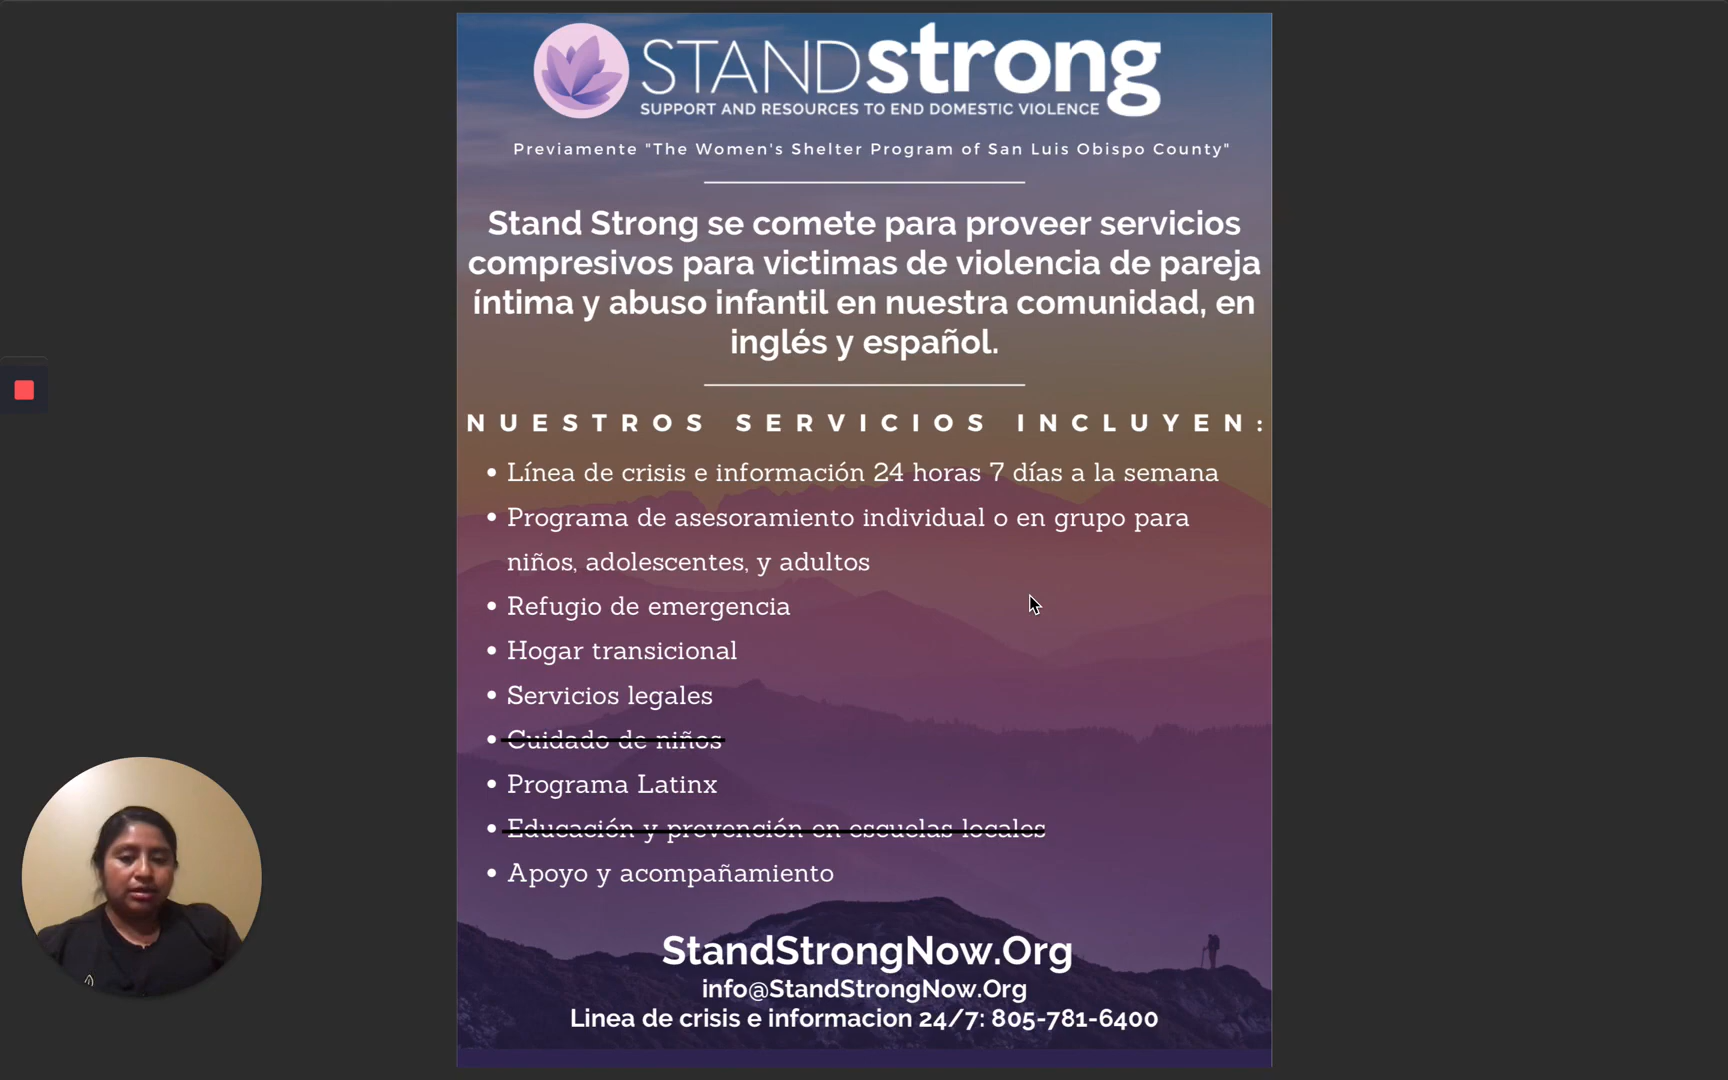 STANDstrong
SUPPORT AND RESOURCES TO END DOMESTIC VIOLENCE
Previamente "The Women's Shelter Program of San Luis Obispo County"
Stand Strong se comete para proveer servicios
compresivos para victimas de violencia de pareja
íntima y abuso infantil en nuestra comunidad, en
inglés y español.
NUESTROS SERVICIOS INCLUYEN:
• Línea de crisis e información 24 horas 7 días a la semana
• Programa de asesoramiento individual o en grupo para
niños, adolescentes, y adultos
• Refugio de emergencia
• Hogar transicional
• Servicios legales
• Cuidado de niños
• Programa Latinx
• Educación y prevención en escuelas locales
• Apoyo y acompañamiento
StandStrongNow.Org
info@StandStrongNow.Org
Linea de crisis e informacion 24/7: 805-781-6400